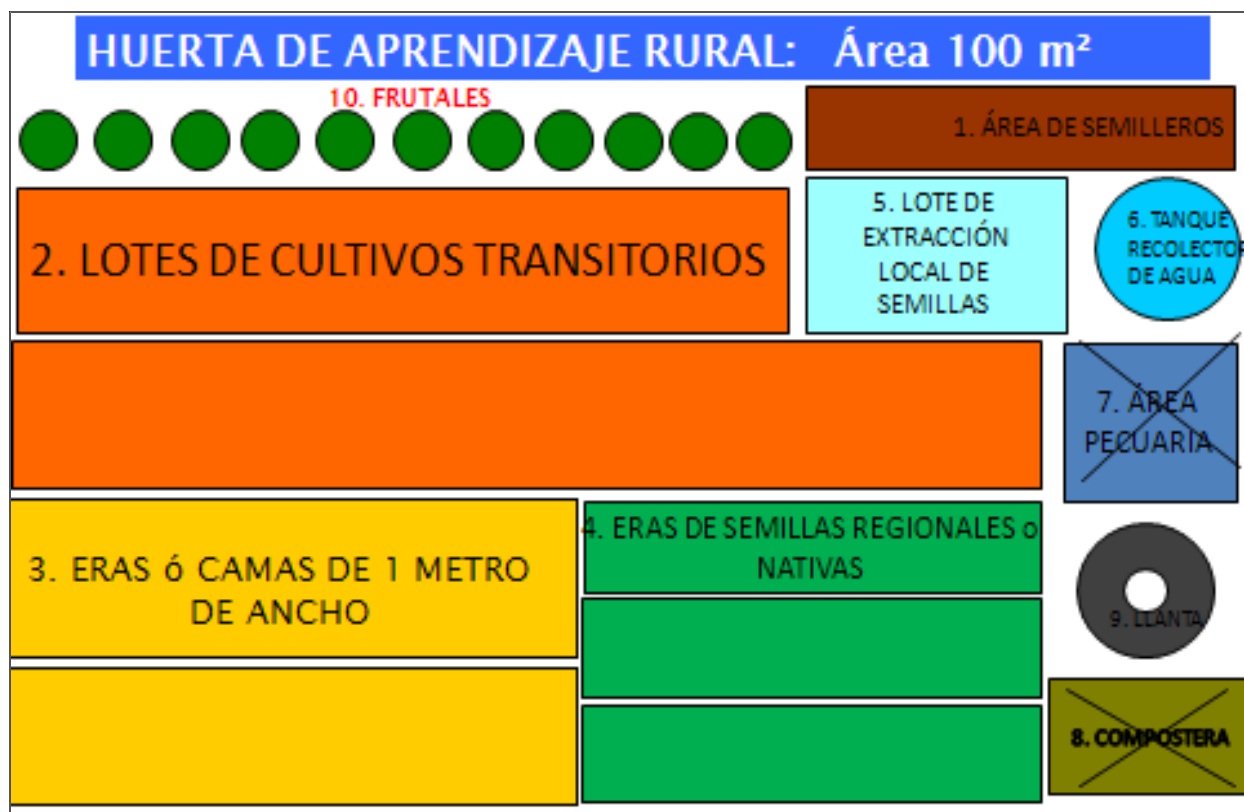 HUERTA DE APRENDIZAJE RURAL: Área 100 m²
10. FRUTALES
1. ÁREA DE SEMILLEROS
2. LOTES DE CULTIVOS TRANSITORIOS
5. LOTE DE
EXTRACCIÓN
LOCAL DE
SEMILLAS
6. TANQUE
RECOLECTOR
DE AGUA
7. ÁREA
PECUARIA
3. ERAS ó CAMAS DE 1 METRO
DE ANCHO
4. ERAS DE SEMILLAS REGIONALES o
NATIVAS
9. LLANTA
8. COMPOSTERA